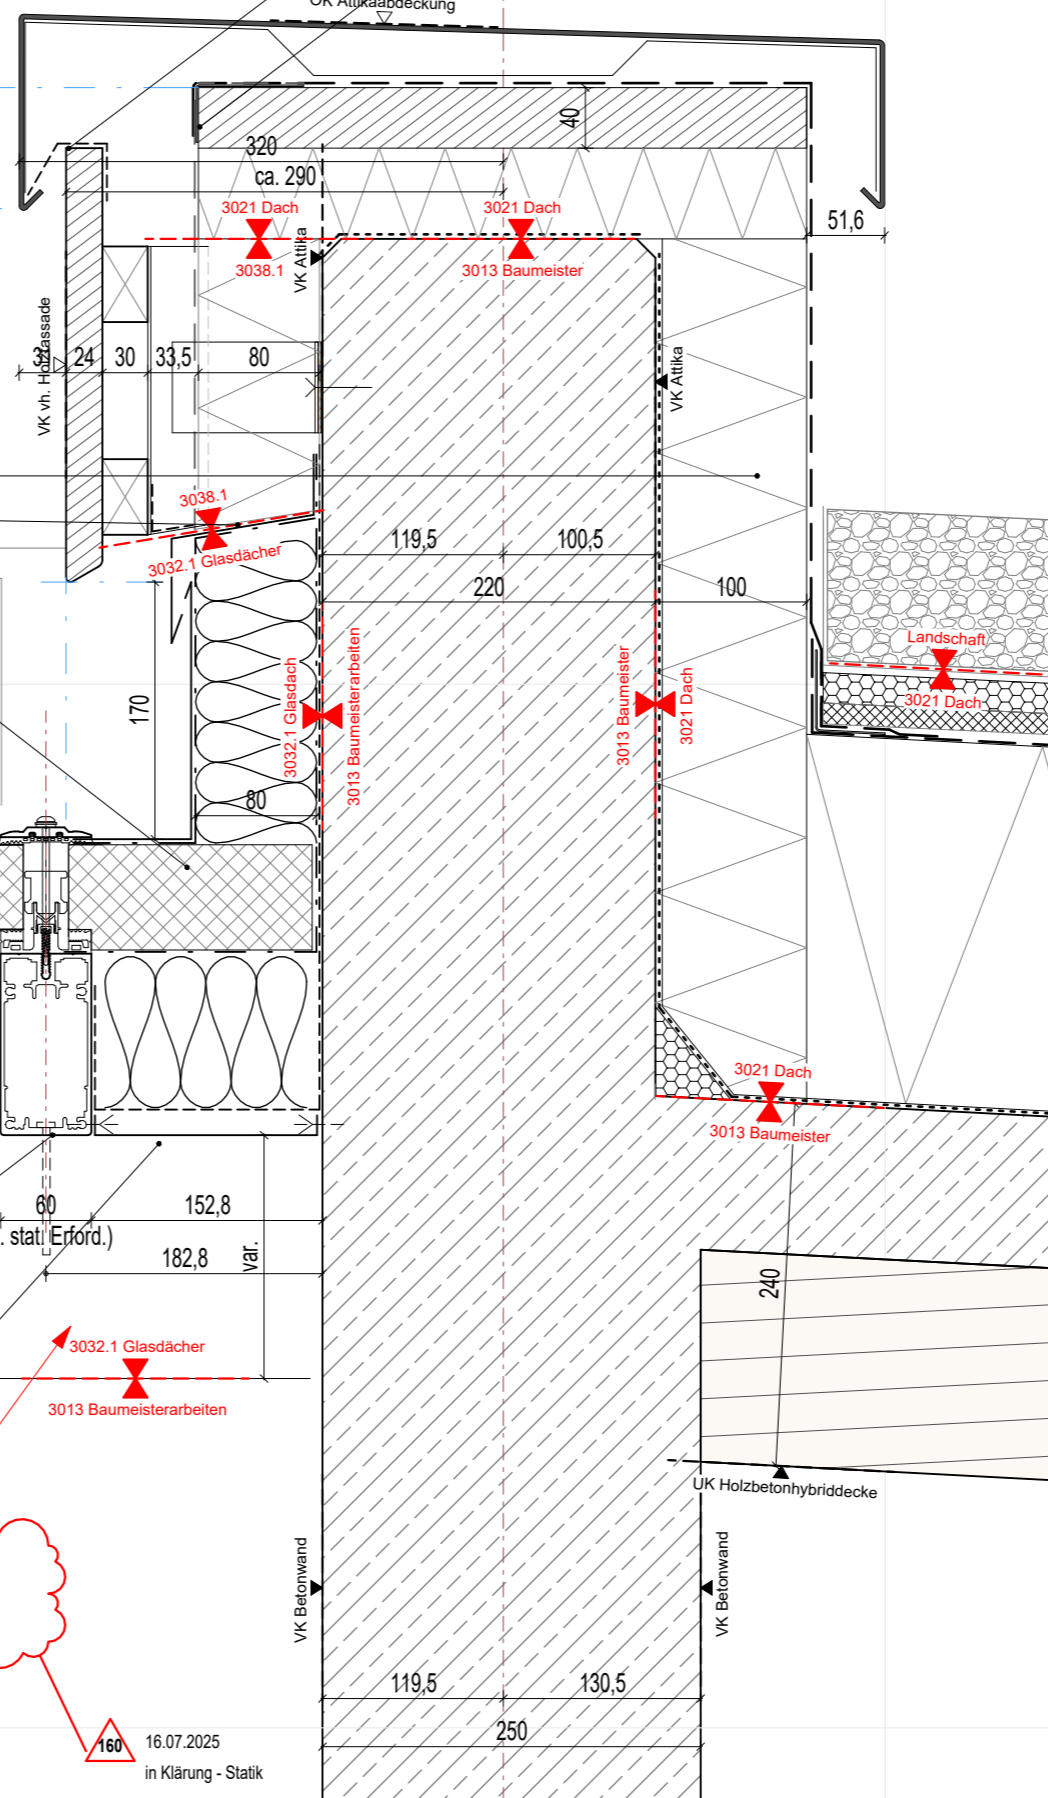 OK Attikaabdeckung
40
320
ca. 290
3021 Dach
3021 Dach
51,6
3038.1
3013 Baumeister
VK Attika
VK vh. Holzfassade
24
30
33,5
80
VK Attika
3038.1
3032.1 Glasdächer
119,5
100,5
220
100
Landschaft
3021 Dach
170
3032.1 Glasdach
3013 Baumeisterarbeiten
3013 Baumeister
3021 Dach
80
3021 Dach
3013 Baumeister
60
152,8
. stat. Erford.)
182,8
var.
240
3032.1 Glasdächer
3013 Baumeisterarbeiten
UK Holzbetonhybriddecke
VK Betonwand
VK Betonwand
119,5
130,5
250
160
16.07.2025
in Klärung - Statik